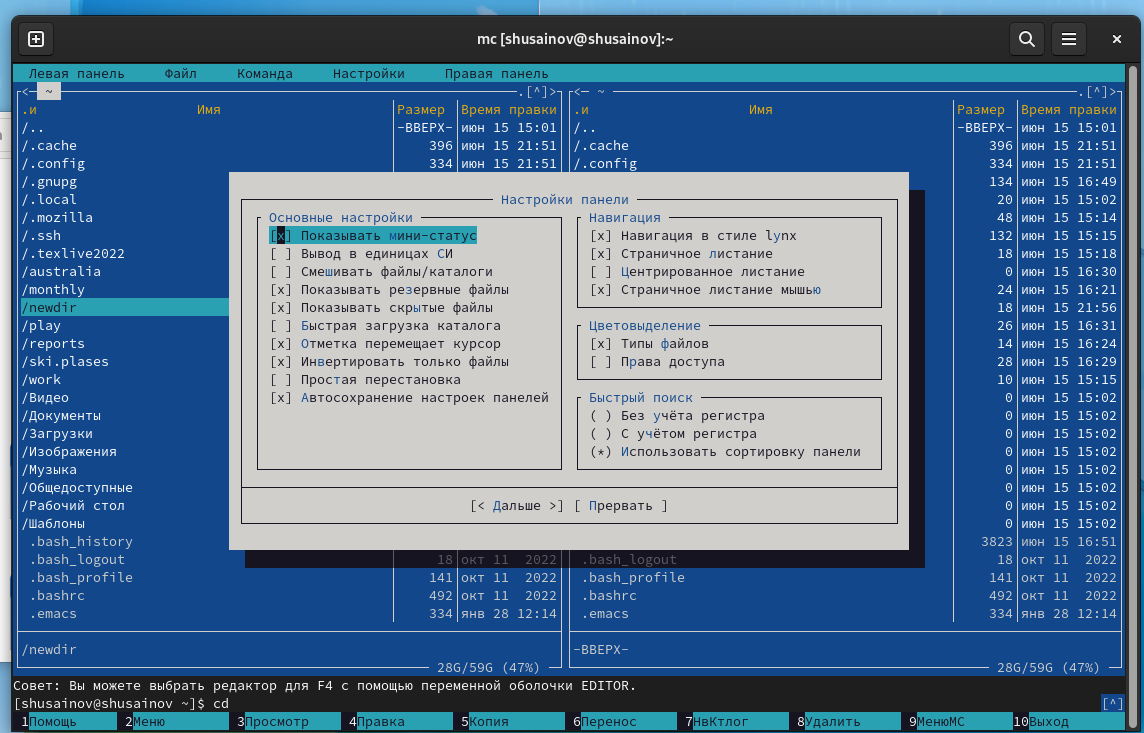 mc [shusainov@shusainov]:~
Левая панель Файл Команда Настройки Правая панель
<─ ~ .[^]> <─ ~ .[^]>
.и Имя Размер Время правки .и Имя Размер Время правки
/.. -ВВЕРХ- июн 15 15:01 /.. -ВВЕРХ- июн 15 15:01
/.cache 396 июн 15 21:51 /.cache 396 июн 15 21:51
/.config 334 июн 15 21:51 /.config 334 июн 15 21:51
/.gnupg 134 июн 15 16:49
/.local 20 июн 15 15:02
/.mozilla 48 июн 15 15:14
/.ssh 132 июн 15 15:15
/.texlive2022 18 июн 15 15:18
/australia 0 июн 15 16:30
/monthly 24 июн 15 16:21
/newdir 18 июн 15 21:56
/play 26 июн 15 16:31
/reports 14 июн 15 16:24
/ski.plases 28 июн 15 16:29
/work 10 июн 15 15:15
/Видео 0 июн 15 15:02
/Документы 0 июн 15 15:02
/Загрузки 0 июн 15 15:02
/Изображения 0 июн 15 15:02
/Музыка 0 июн 15 15:02
/Общедоступные 0 июн 15 15:02
/Рабочий стол 0 июн 15 15:02
/Шаблоны 0 июн 15 15:02
.bash_history 3823 июн 15 16:51
.bash_logout 18 окт 11 2022 .bash_logout 18 окт 11 2022
.bash_profile 141 окт 11 2022 .bash_profile 141 окт 11 2022
.bashrc 492 окт 11 2022 .bashrc 492 окт 11 2022
.emacs 334 янв 28 12:14 .emacs 334 янв 28 12:14
/newdir -ВВЕРХ-
28G/59G (47%) 28G/59G (47%)
Настройки панели
Основные настройки
[x] Показывать мини-статус
[ ] Вывод в единицах СИ
[ ] Смешивать файлы/каталоги
[x] Показывать резервные файлы
[x] Показывать скрытые файлы
[ ] Быстрая загрузка каталога
[x] Отметка перемещает курсор
[x] Инвертировать только файлы
[ ] Простая перестановка
[x] Автосохранение настроек панелей
Навигация
[x] Навигация в стиле lynx
[x] Страничное листание
[ ] Центрированное листание
[x] Страничное листание мышью
Цветовыделение
[x] Типы файлов
[ ] Права доступа
Быстрый поиск
( ) Без учёта регистра
( ) С учётом регистра
(*) Использовать сортировку панели
[< Дальше >] [ Прервать ]
Совет: Вы можете выбрать редактор для F4 с помощью переменной оболочки EDITOR.
[shusainov@shusainov ~]$ cd [^]
1Помощь 2Меню 3Просмотр 4Правка 5Копия 6Перенос 7НвКтлог 8Удалить 9МенюМС 10Выход